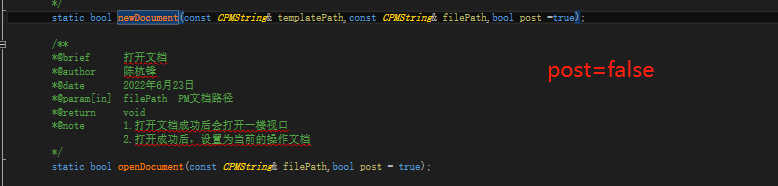 */
static bool newDocument(const CPMString& templatePath,const CPMString& filePath,bool post =true);
/**
*@brief 打开文档
*@author 陈杭锋
*@date 2022年6月23日
*@param[in] filePath PM文档路径
*@return void
*@note 1.打开文档成功后会打开一楼视口
2.打开成功后，设置为当前的操作文档
*/
static bool openDocument(const CPMString& filePath,bool post = true);
post=false